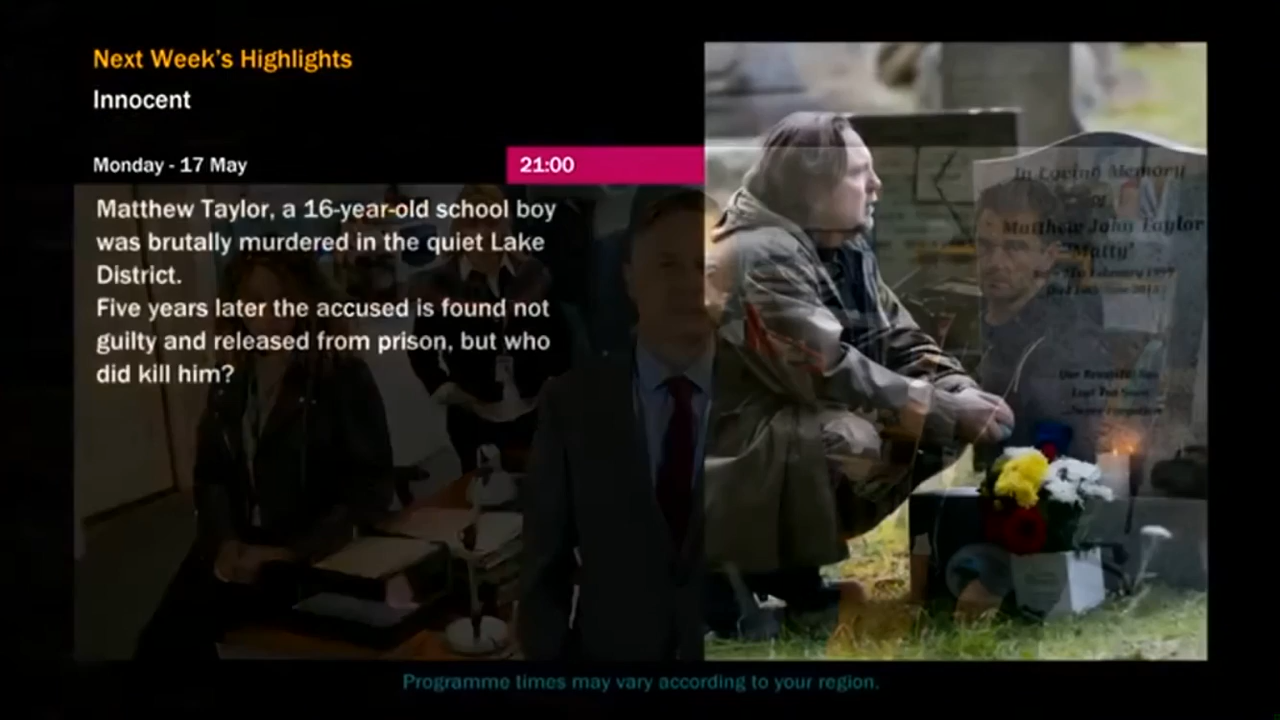 Next Week's Highlights
Innocent
Monday - 17 May
21:00
Matthew Taylor, a 16-year-old school boy
was brutally murdered in the quiet Lake
District.
Five years later the accused is found not
guilty and released from prison, but who
did kill him?
In Loving Memory
Matthew John Taylor
'Matty'
Programme times may vary according to your region.